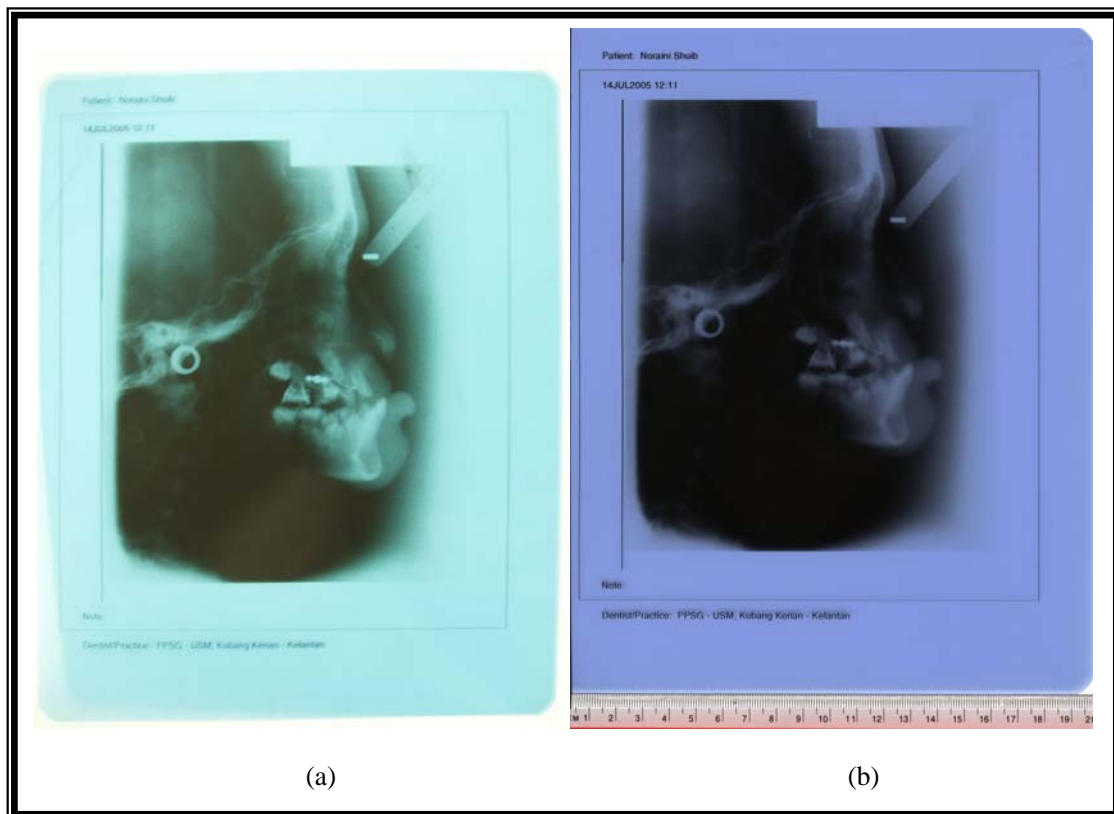 Patient: Noraini Shuib
14JUL2005 12:11
Note:
Dentist/Practice: PPSG - USM, Kubang Kerian - Kelantan
(a)
Patient: Noraini Shuib
14JUL2005 12:11
Note:
Dentist/Practice: PPSG - USM, Kubang Kerian - Kelantan
1 2 3 4 5 6 7 8 9 10 11 12 13 14 15 16 17 18 19
(b)